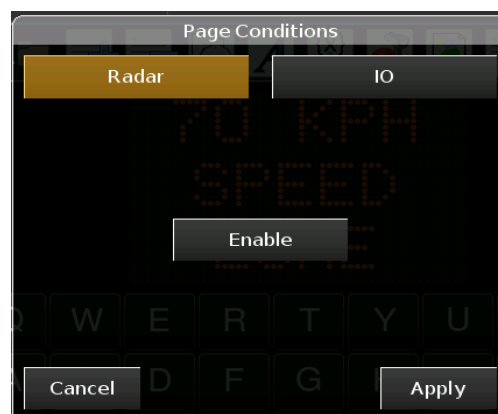 Page Conditions
Radar IO
70 KPH
SPEED
Enable
Q W E R T Y U
Cancel D F G Apply